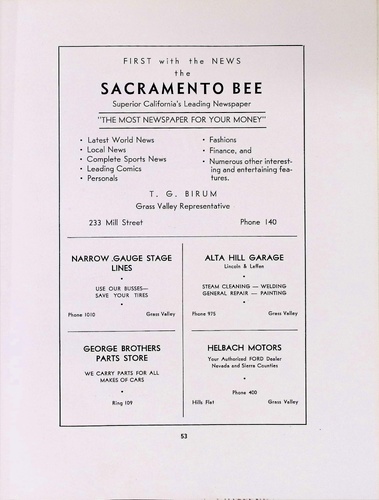 FIRST with the NEWS
the
SACRAMENTO BEE
Superior California's Leading Newspaper
"THE MOST NEWSPAPER FOR YOUR MONEY"
• Latest World News
• Local News
• Complete Sports News
• Leading Comics
• Personals
• Fashions
• Finance, and
• Numerous other interest-
ing and entertaining fea-
tures.
T. G. BIRUM
Grass Valley Representative
233 Mill Street Phone 140
NARROW GAUGE STAGE
LINES
•
USE OUR BUSSES—
SAVE YOUR TIRES
•
Phone 1010 Grass Valley
ALTA HILL GARAGE
Lincoln & Leffen
•
STEAM CLEANING — WELDING
GENERAL REPAIR — PAINTING
•
Phone 975 Grass Valley
GEORGE BROTHERS
PARTS STORE
•
WE CARRY PARTS FOR ALL
MAKES OF CARS
•
Ring 109
HELBACH MOTORS
Your Authorized FORD Dealer
Nevada and Sierra Counties
•
Phone 400
Hills Flat Grass Valley
53